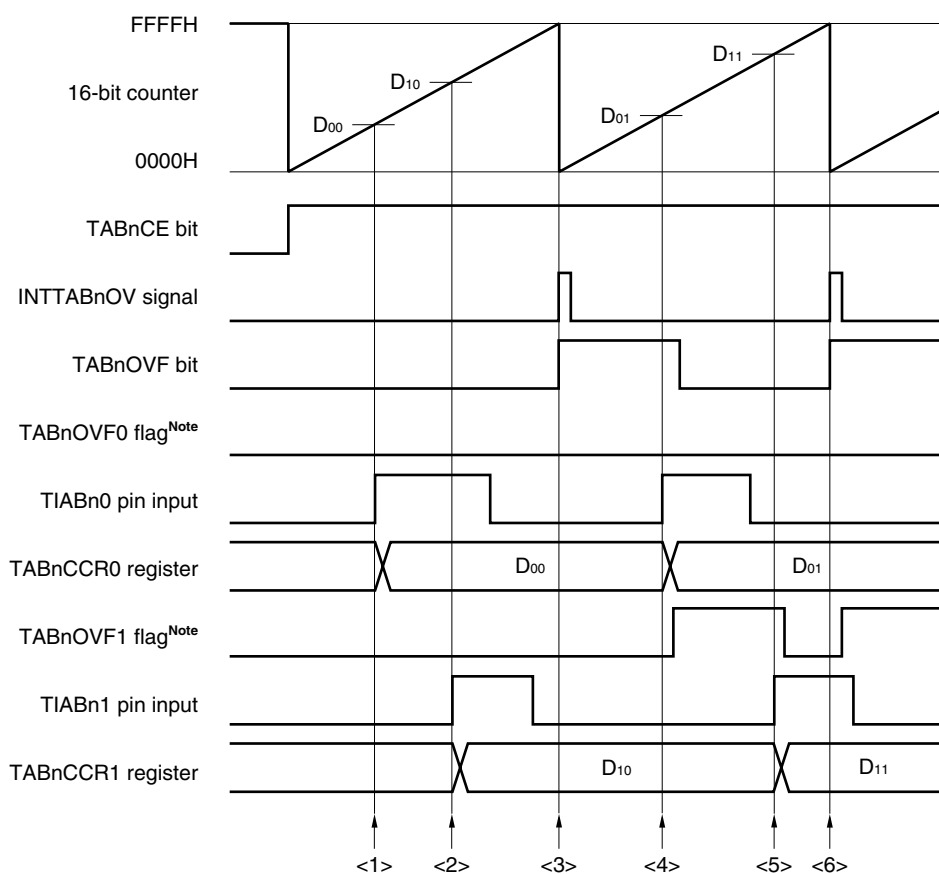 FFFFH
D11
D10
16-bit counter
D01
D00
0000H
TABnCE bit
INTTABnOV signal
TABnOVF bit
TABnOVF0 flagNote
TIABn0 pin input
TABnCCR0 register
D00
D01
TABnOVF1 flagNote
TIABn1 pin input
TABnCCR1 register
D10
D11
<1> <2> <3> <4> <5> <6>